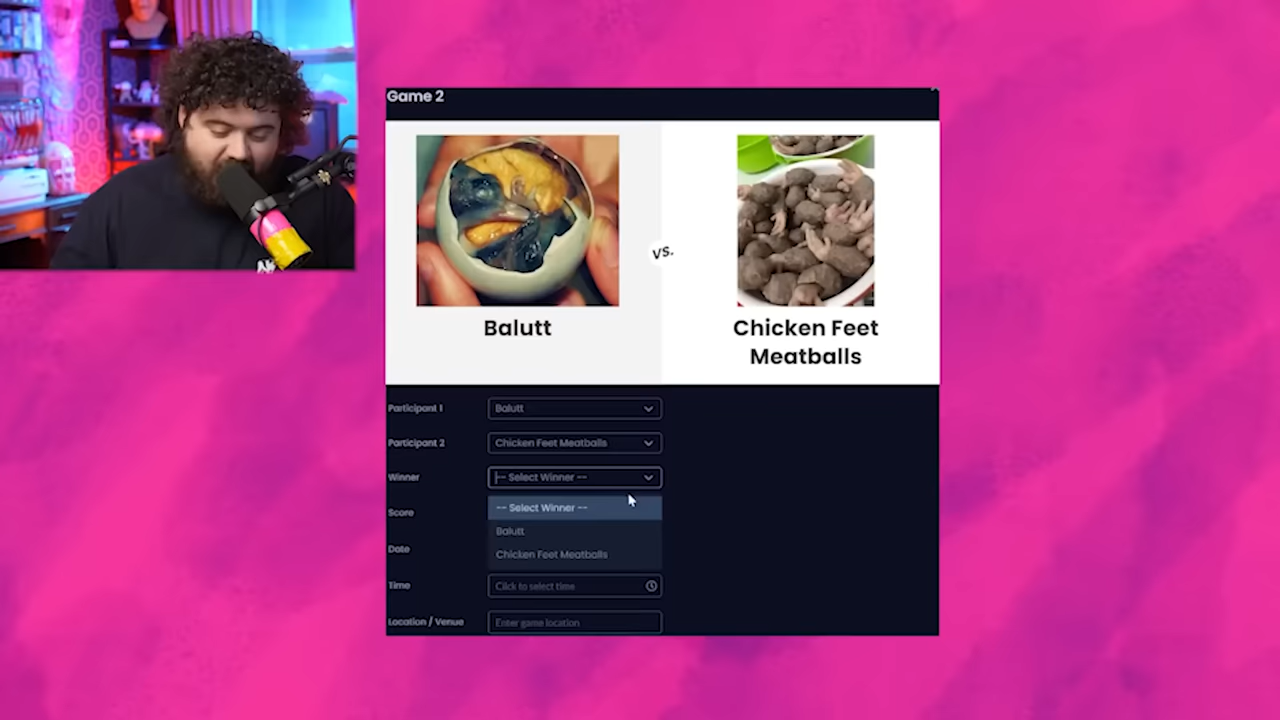 Game 2
vs.
Balutt
Chicken Feet
Meatballs
Participant 1
Balutt
Participant 2
Chicken Feet Meatballs
Winner
-- Select Winner --
-- Select Winner --
Score
Balutt
Date
Chicken Feet Meatballs
Time
Click to select time
Location / Venue
Enter game location